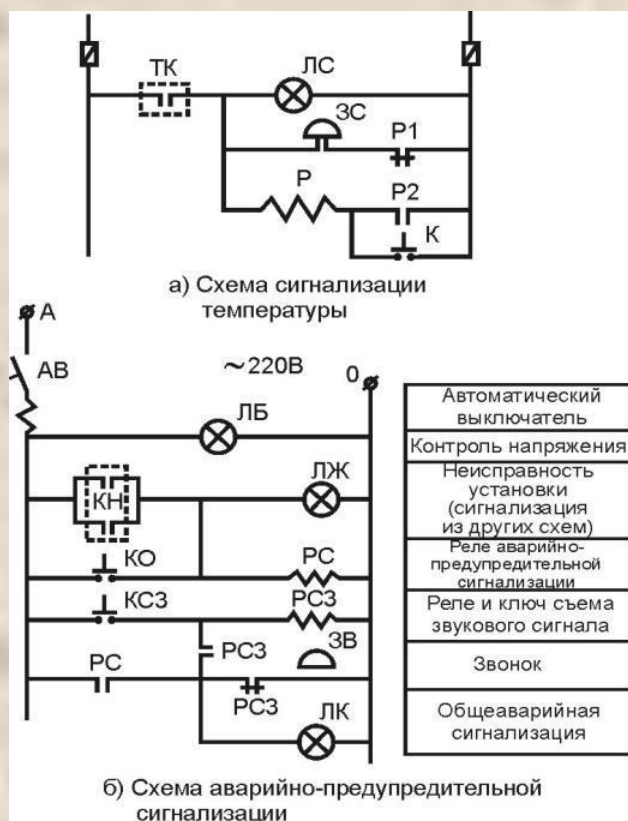 ТК
ЛС
ЗС
Р1
Р
Р2
К
а) Схема сигнализации
температуры
А
АВ
~220В
0
ЛБ
КН
ЛЖ
КО
РС
КСЗ
РСЗ
РС
РСЗ
ЗВ
РСЗ
ЛК
Автоматический
выключатель
Контроль напряжения
Неисправность
установки
(сигнализация
из других схем)
Реле аварийно-
предупредительной
сигнализации
Реле и ключ съема
звукового сигнала
Звонок
Общеаварийная
сигнализация
б) Схема аварийно-предупредительной
сигнализации